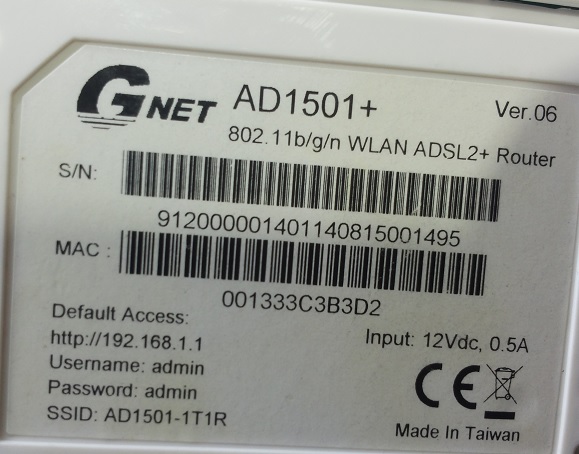 GNET AD1501+ Ver.06
802.11b/g/n WLAN ADSL2+ Router
S/N:
912000001401140815001495
MAC :
001333C3B3D2
Default Access:
http://192.168.1.1
Username: admin
Password: admin
SSID: AD1501-1T1R
Input: 12Vdc, 0.5A
CE
Made In Taiwan